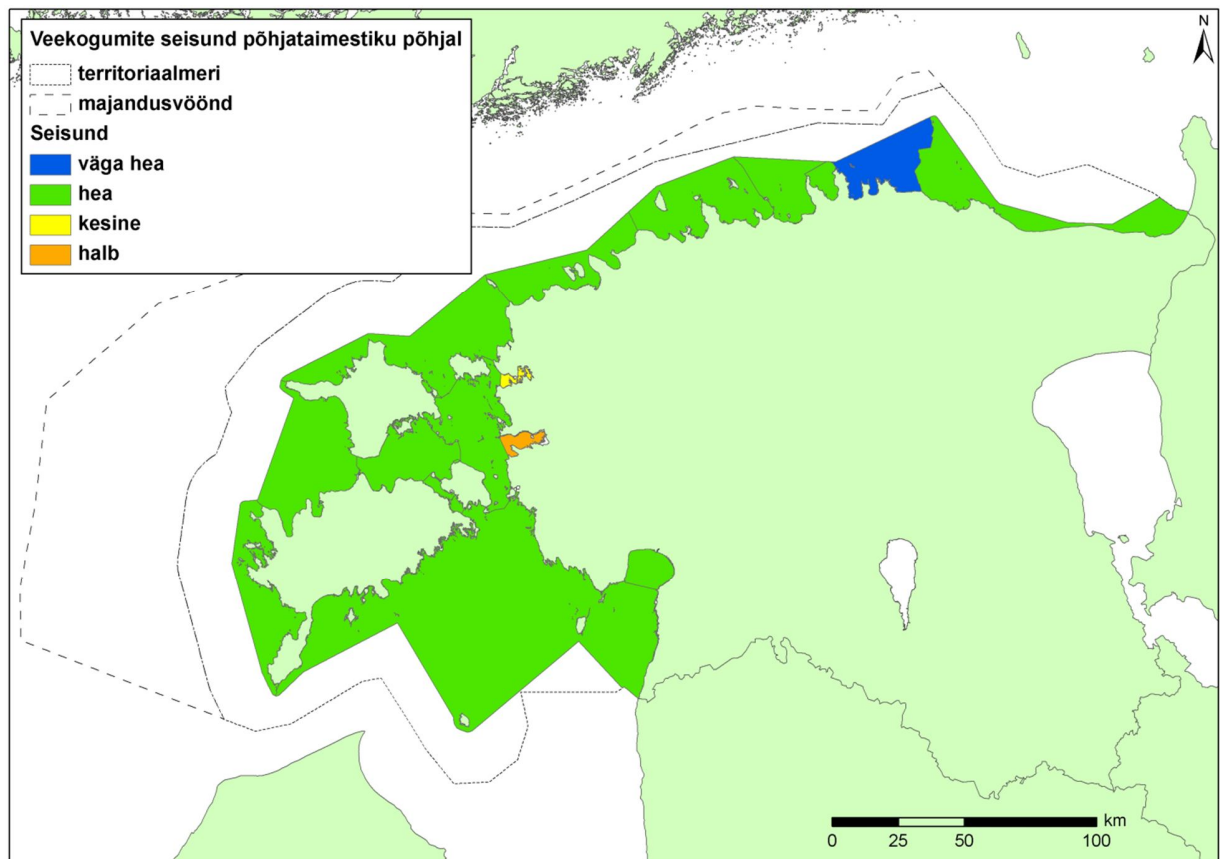 Veekogumite seisund põhjataimestiku põhjal
territoriaalmeri
majandusvöönd
Seisund
väga hea
hea
kesine
halb
N
km
0 25 50 100